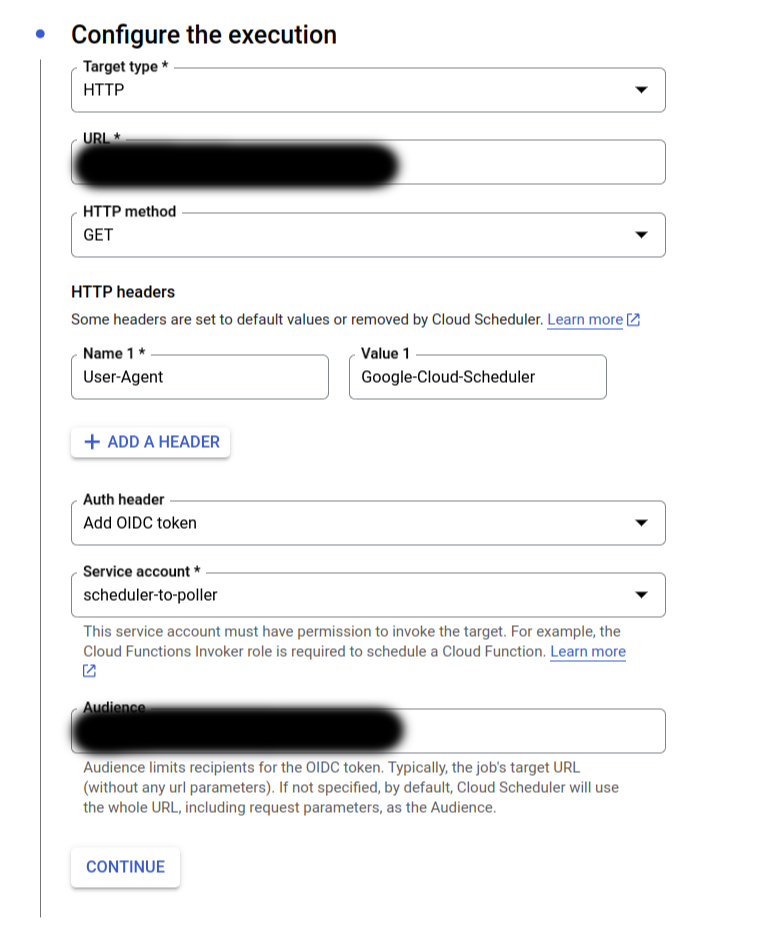 Configure the execution
Target type *
HTTP
URL *
HTTP method
GET
HTTP headers
Some headers are set to default values or removed by Cloud Scheduler. Learn more
Name 1 *
User-Agent
Value 1
Google-Cloud-Scheduler
ADD A HEADER
Auth header
Add OIDC token
Service account *
scheduler-to-poller
This service account must have permission to invoke the target. For example, the
Cloud Functions Invoker role is required to schedule a Cloud Function. Learn more
Audience
Audience limits recipients for the OIDC token. Typically, the job's target URL
(without any url parameters). If not specified, by default, Cloud Scheduler will use
the whole URL, including request parameters, as the Audience.
CONTINUE